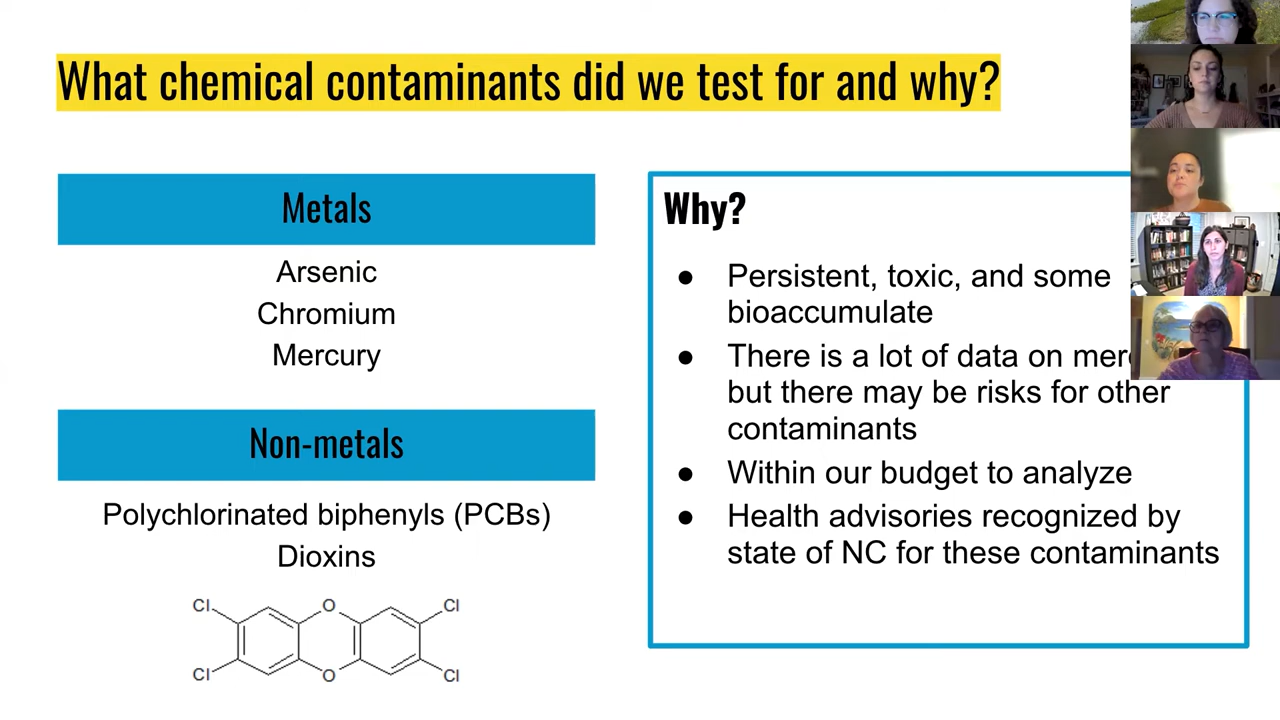 What chemical contaminants did we test for and why?
Metals
Arsenic
Chromium
Mercury
Non-metals
Polychlorinated biphenyls (PCBs)
Dioxins
Cl O Cl
Cl O Cl
Why?
● Persistent, toxic, and some
bioaccumulate
● There is a lot of data on
but there may be risks for other
contaminants
● Within our budget to analyze
● Health advisories recognized by
state of NC for these contaminants